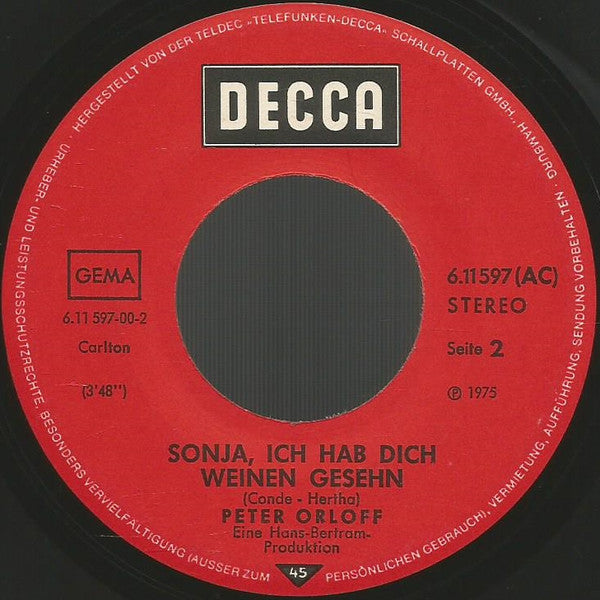 HERGESTELLT VON DER TELDEC »TELEFUNKEN-DECCA« SCHALLPLATTEN GMBH., HAMBURG ·
URHEBER- UND LEISTUNGSSCHUTZRECHTE, BESONDERS VERVIELFÄLTIGUNG (AUSSER ZUM PERSÖNLICHEN GEBRAUCH), VERMIETUNG, AUFFÜHRUNG, SENDUNG VORBEHALTEN ·
DECCA
GEMA
6.11 597-00-2
Carlton
(3'48'')
6.11597 (AC)
STEREO
Seite 2
℗ 1975
SONJA, ICH HAB DICH
WEINEN GESEHN
(Conde - Hertha)
PETER ORLOFF
Eine Hans-Bertram-
Produktion
45